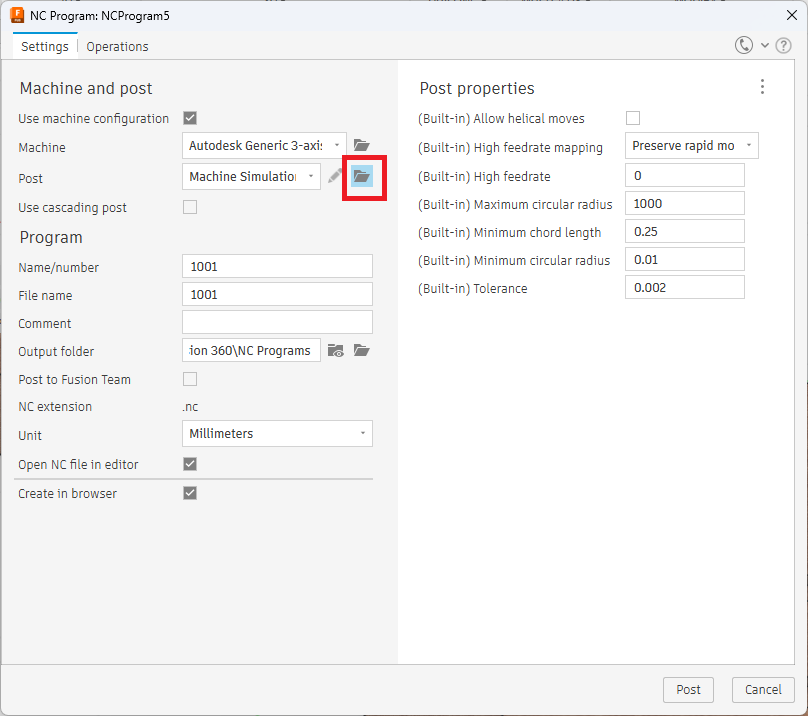 NC Program: NCProgram5
Settings Operations
Machine and post
Use machine configuration
Machine Autodesk Generic 3-axis
Post Machine Simulation
Use cascading post
Program
Name/number 1001
File name 1001
Comment
Output folder ion 360\NC Programs
Post to Fusion Team
NC extension .nc
Unit Millimeters
Open NC file in editor
Create in browser
Post properties
(Built-in) Allow helical moves
(Built-in) High feedrate mapping Preserve rapid mo
(Built-in) High feedrate 0
(Built-in) Maximum circular radius 1000
(Built-in) Minimum chord length 0.25
(Built-in) Minimum circular radius 0.01
(Built-in) Tolerance 0.002
Post Cancel